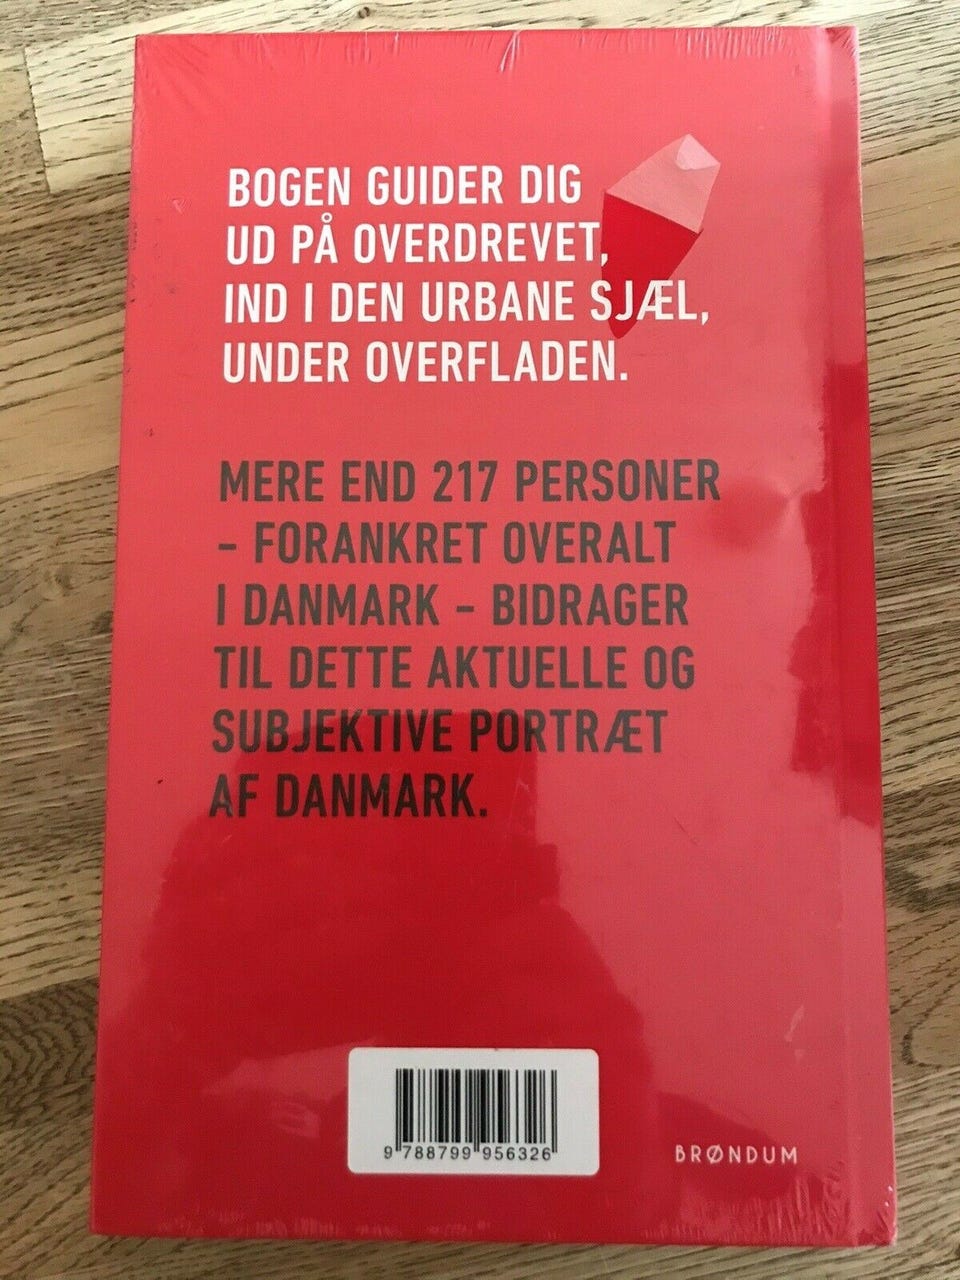 BOGEN GUIDER DIG
UD PÅ OVERDREVET,
IND I DEN URBANE SJÆL,
UNDER OVERFLADEN.
MERE END 217 PERSONER
– FORANKRET OVERALT
I DANMARK – BIDRAGER
TIL DETTE AKTUELLE OG
SUBJEKTIVE PORTRÆT
AF DANMARK.
9 788799 956326
BRØNDUM